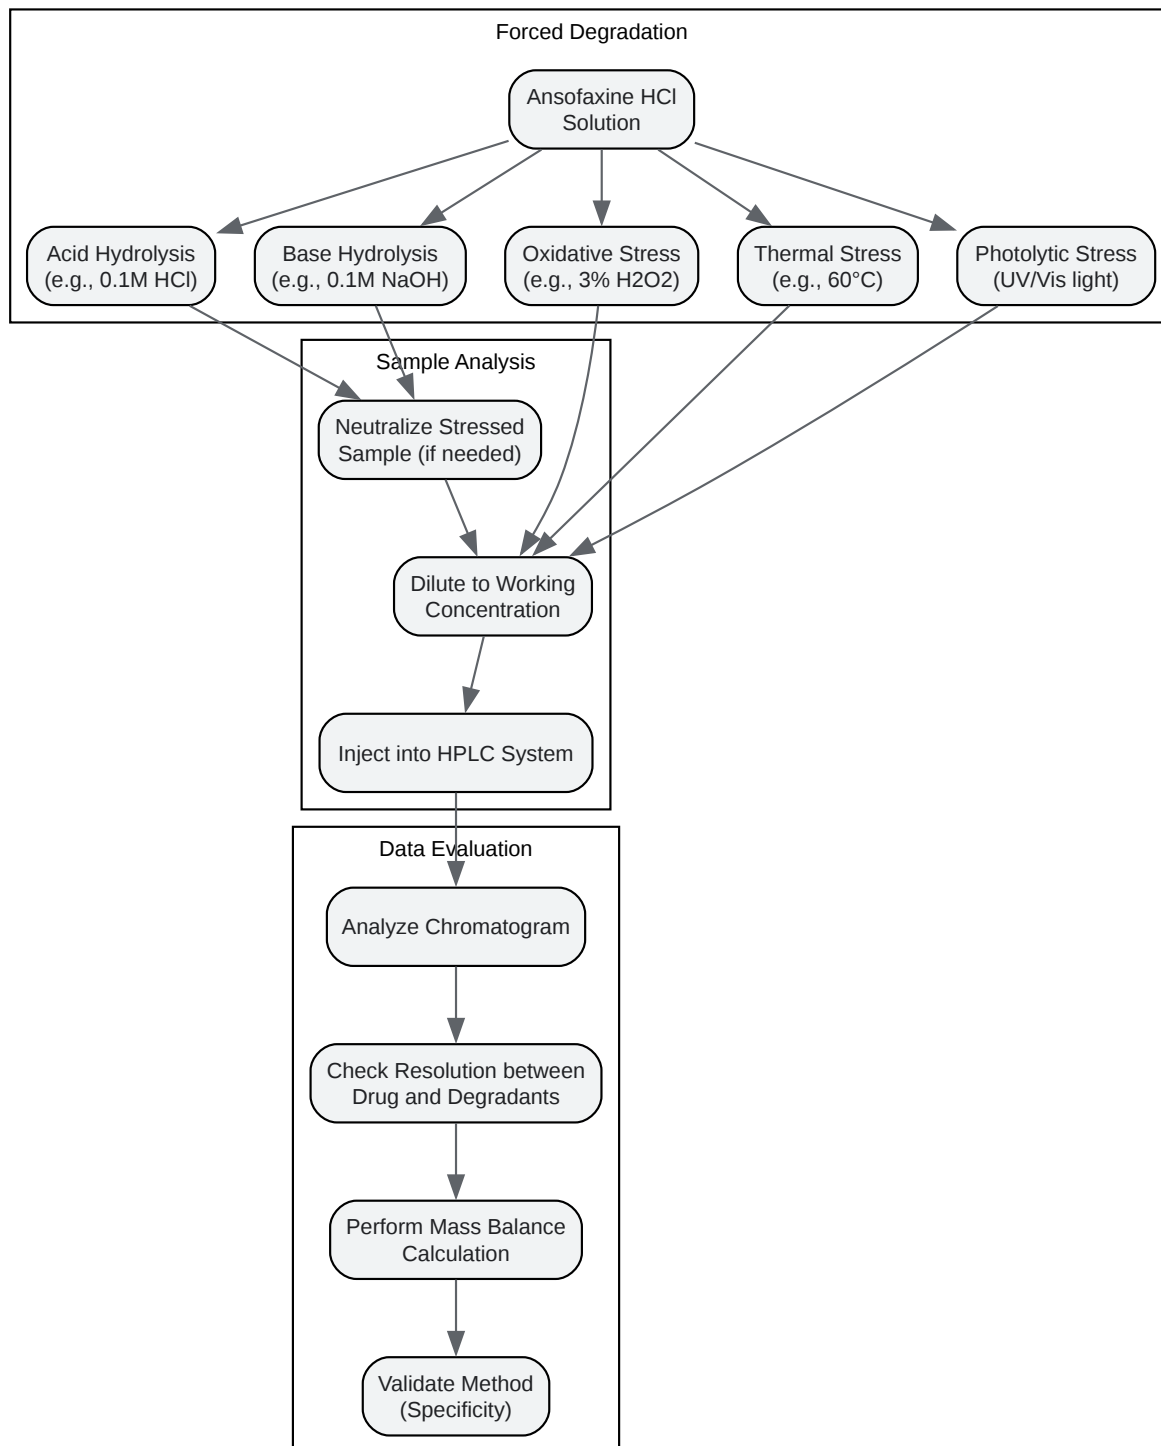 Forced Degradation
Ansofaxine HCl
Solution
Acid Hydrolysis
(e.g., 0.1M HCl)
Base Hydrolysis
(e.g., 0.1M NaOH)
Oxidative Stress
(e.g., 3% H2O2)
Thermal Stress
(e.g., 60°C)
Photolytic Stress
(UV/Vis light)
Sample Analysis
Neutralize Stressed
Sample (if needed)
Dilute to Working
Concentration
Inject into HPLC System
Data Evaluation
Analyze Chromatogram
Check Resolution between
Drug and Degradants
Perform Mass Balance
Calculation
Validate Method
(Specificity)